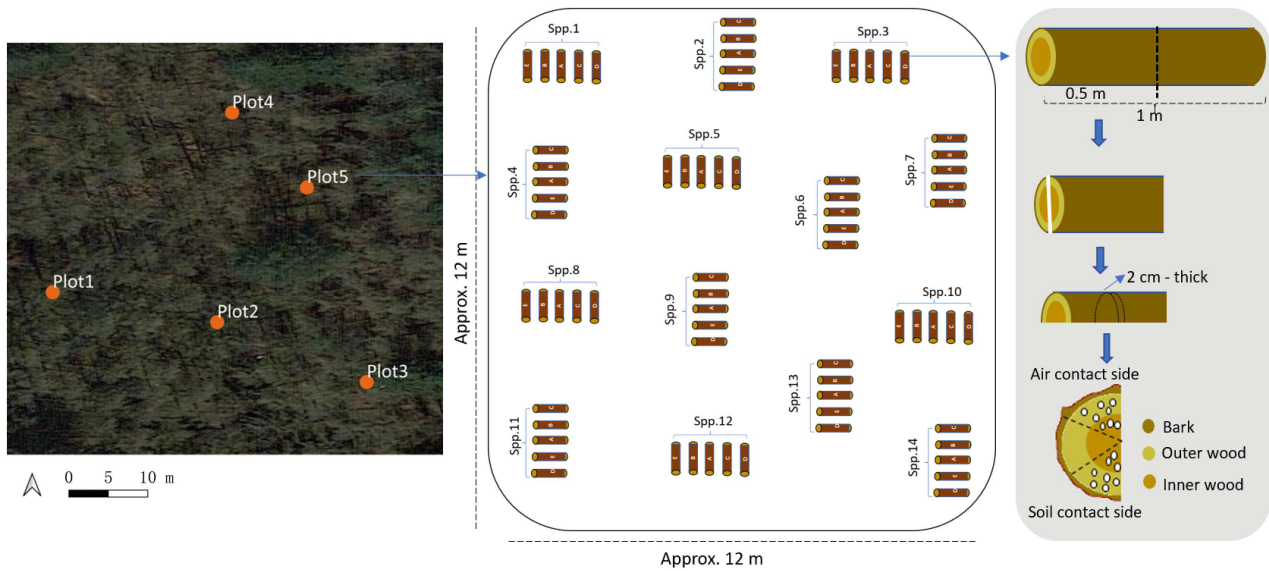 Plot4
Plot5
Plot1
Plot2
Plot3
0 5 10 m
Approx. 12 m
Spp.1
E B A C D
Spp.2
C
B
A
E
D
Spp.3
E B A C D
Spp.4
C
B
A
E
D
Spp.5
E B A C D
Spp.6
C
B
A
E
D
Spp.7
C
B
A
E
D
Spp.8
E B A C D
Spp.9
C
B
A
E
D
Spp.10
E B A C D
Spp.11
C
B
A
E
D
Spp.12
E B A C D
Spp.13
C
B
A
E
D
Spp.14
C
B
A
E
D
Approx. 12 m
0.5 m
1 m
2 cm - thick
Air contact side
Bark
Outer wood
Inner wood
Soil contact side